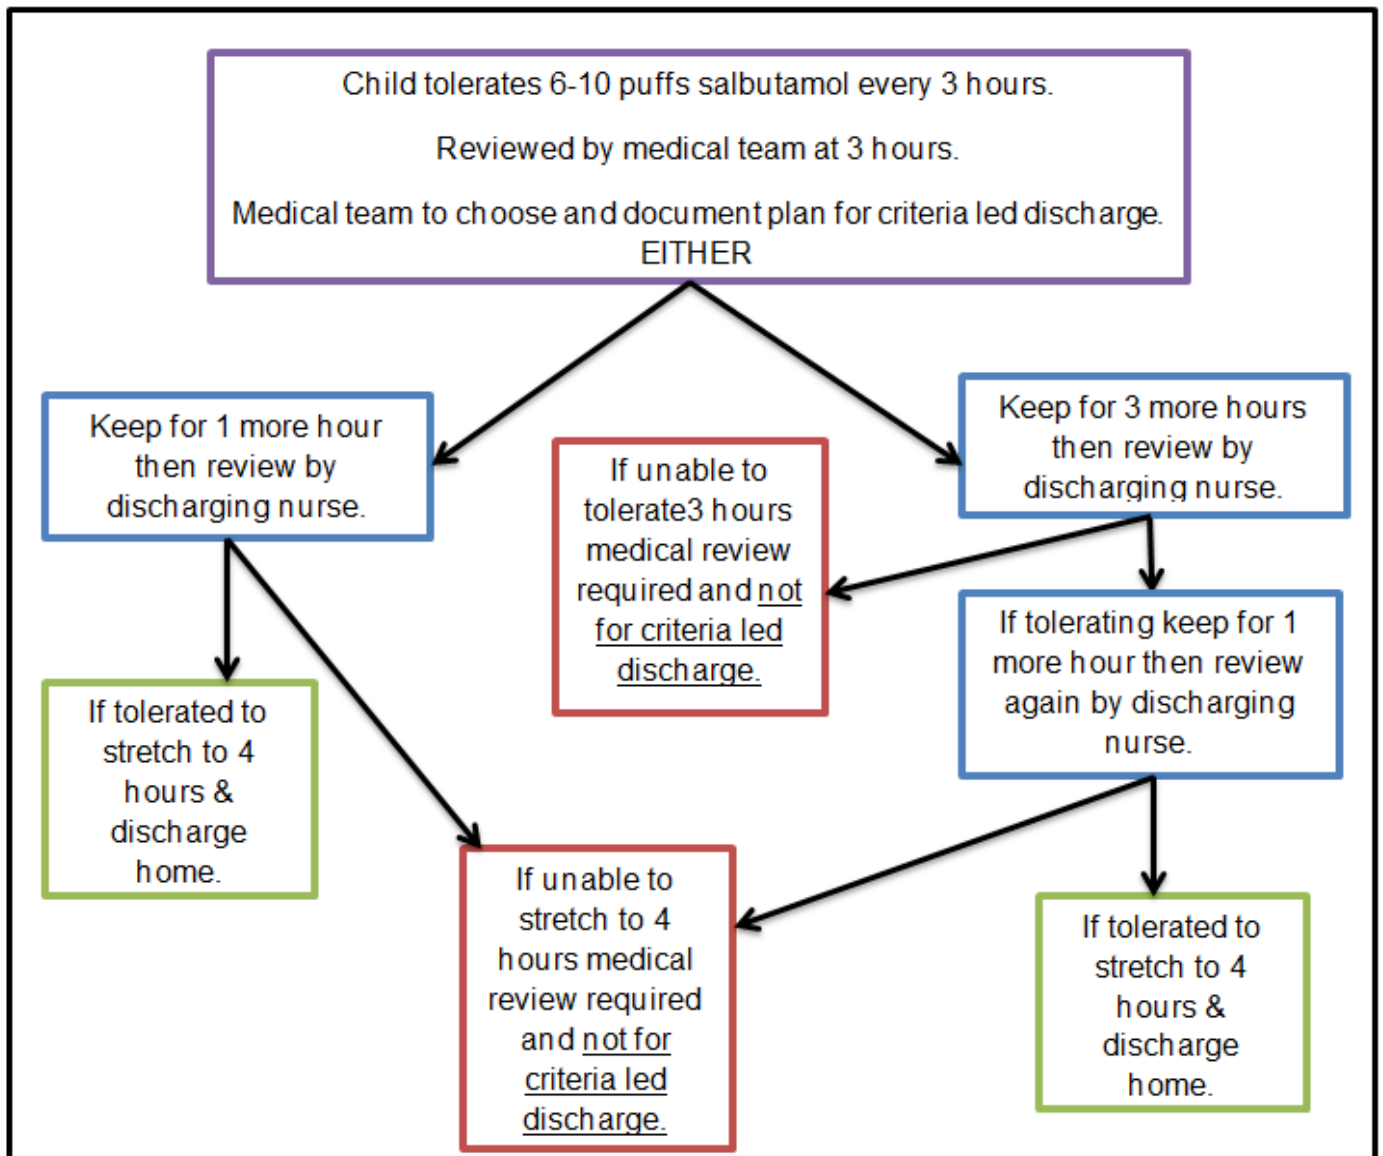 Child tolerates 6-10 puffs salbutamol every 3 hours.
Reviewed by medical team at 3 hours.
Medical team to choose and document plan for criteria led discharge.
EITHER
Keep for 1 more hour
then review by
discharging nurse.
Keep for 3 more hours
then review by
discharging nurse.
If unable to
tolerate3 hours
medical review
required and not
for criteria led
discharge.
If tolerating keep for 1
more hour then review
again by discharging
nurse.
If tolerated to
stretch to 4
hours &
discharge
home.
If unable to
stretch to 4
hours medical
review required
and not for
criteria led
discharge.
If tolerated to
stretch to 4
hours &
discharge
home.